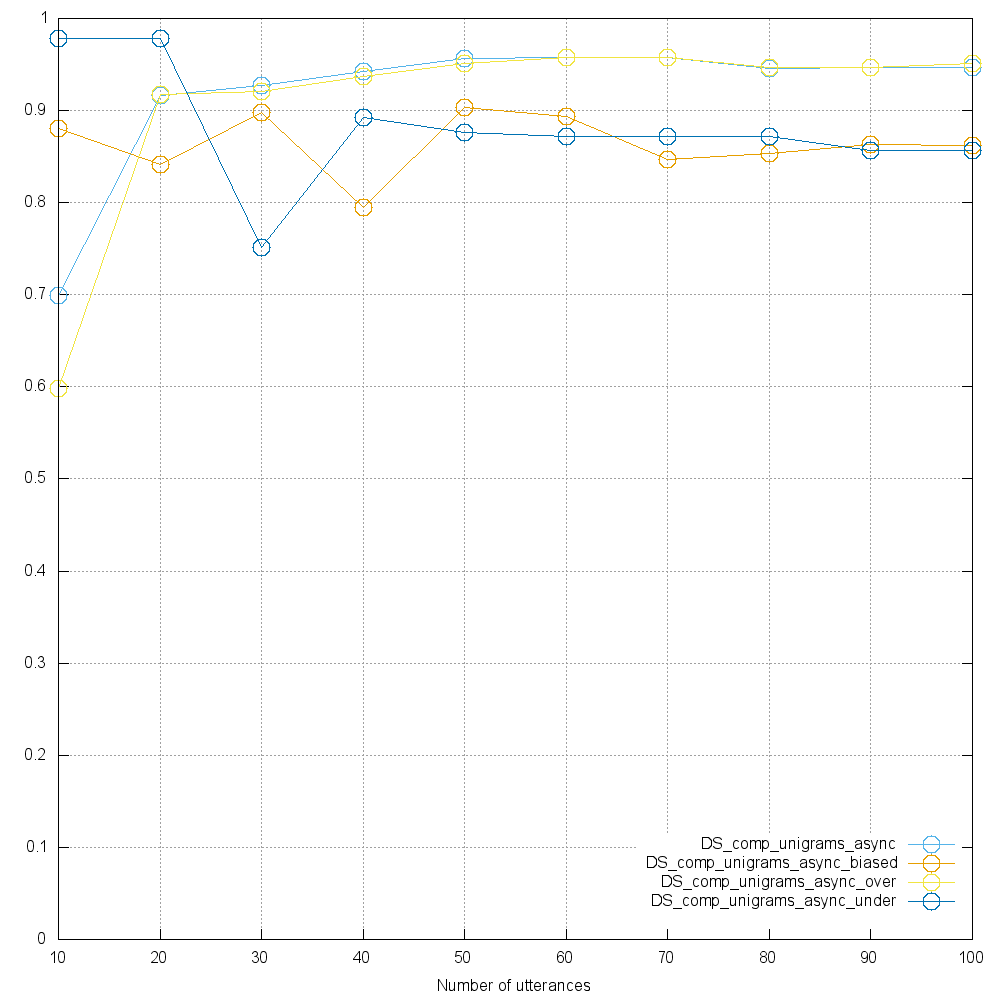 1
0.9
0.8
0.7
0.6
0.5
0.4
0.3
0.2
0.1
0
DS_comp_unigrams_async
DS_comp_unigrams_async_biased
DS_comp_unigrams_async_over
DS_comp_unigrams_async_under
10 20 30 40 50 60 70 80 90 100
Number of utterances